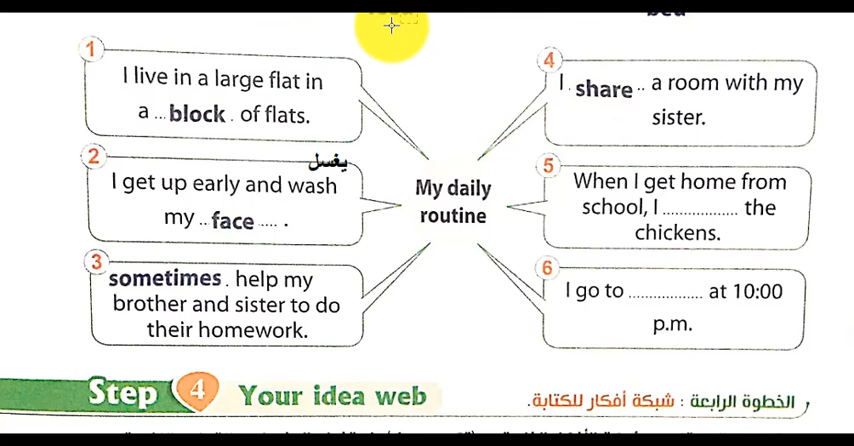 bed
1
I live in a large flat in
a ... block . of flats.
2
يغسل
I get up early and wash
my .. face .... .
3
sometimes . help my
brother and sister to do
their homework.
My daily
routine
4
I . share .. a room with my
sister.
5
When I get home from
school, I .................. the
chickens.
6
I go to .................. at 10:00
p.m.
Step 4 Your idea web
الخطوة الرابعة : شبكة أفكار للكتابة.